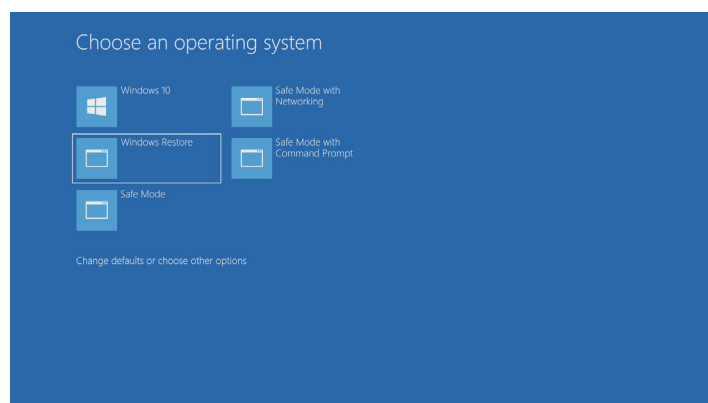 Choose an operating system
Windows 10
Windows Restore
Safe Mode
Safe Mode with
Networking
Safe Mode with
Command Prompt
Change defaults or choose other options